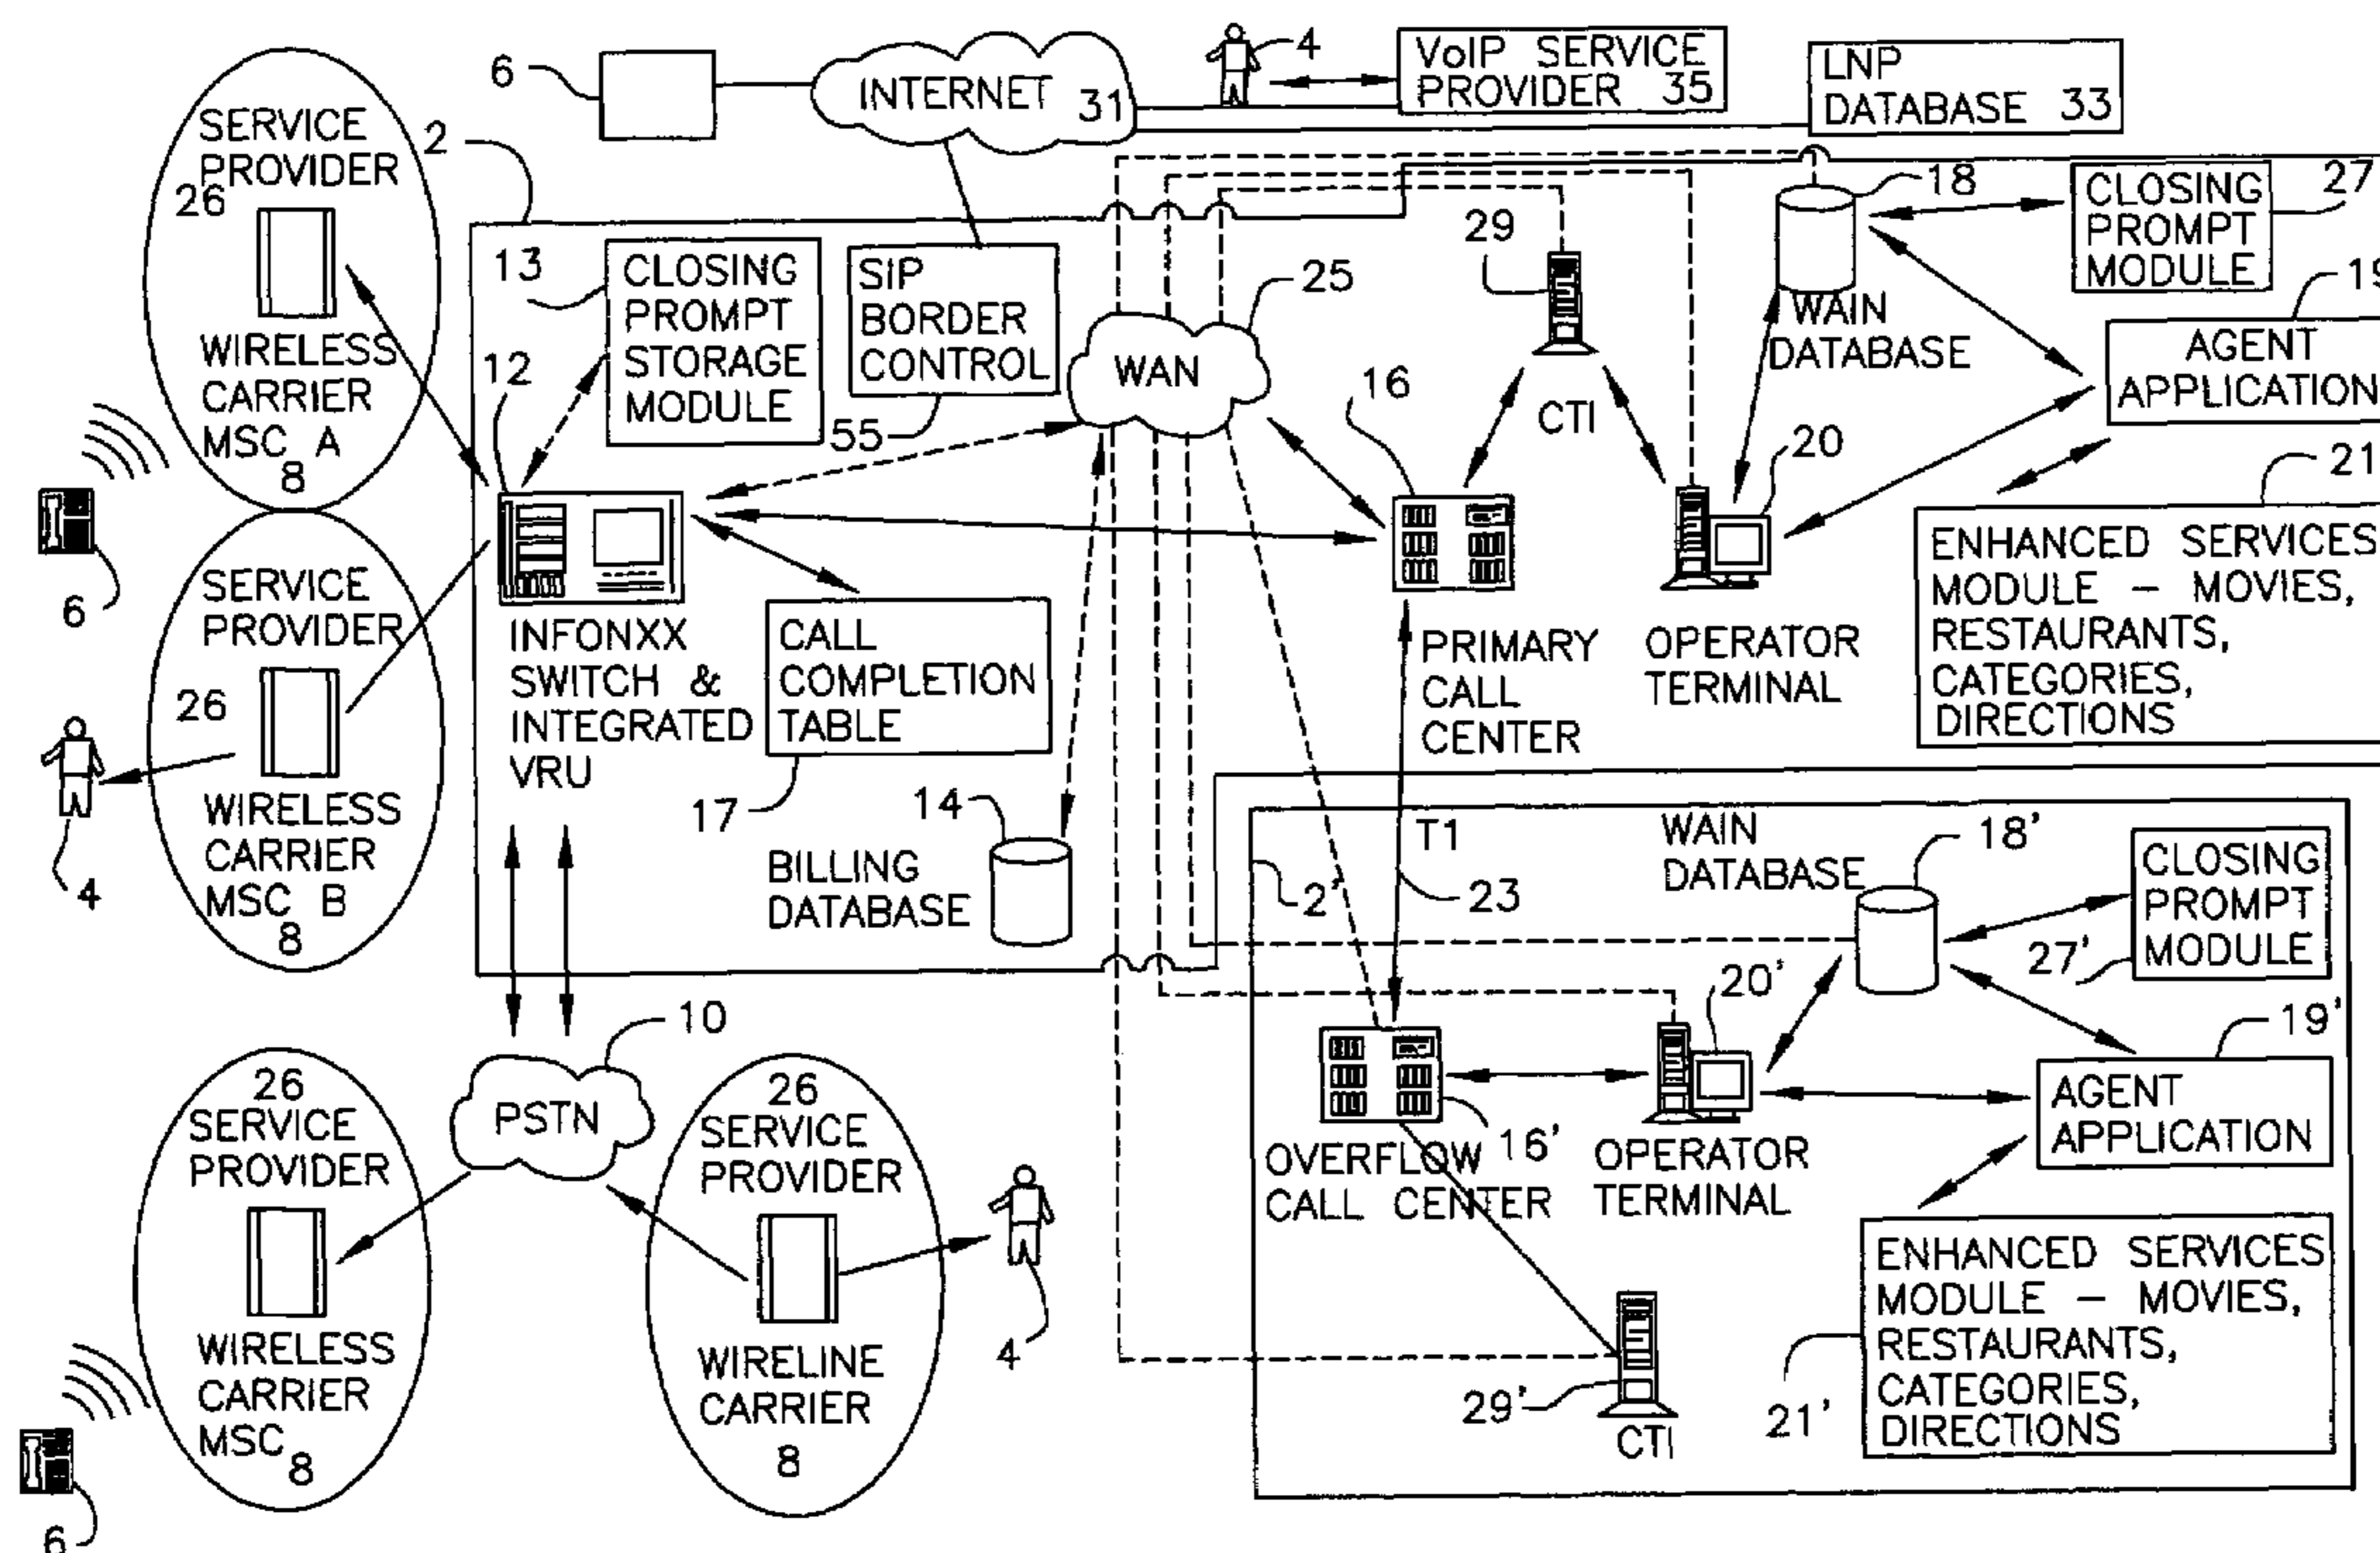 6
INTERNET 31
4
VoIP SERVICE
PROVIDER 35
LNP
DATABASE 33
SERVICE
PROVIDER
26
WIRELESS
CARRIER
MSC A
8
2
13
CLOSING
PROMPT
STORAGE
MODULE
SIP
BORDER
CONTROL
55
12
WAN
25
29
CTI
16
18
WAIN
DATABASE
CLOSING
PROMPT
MODULE
27
AGENT
APPLICATION
20
21
ENHANCED SERVICES
MODULE – MOVIES,
RESTAURANTS,
CATEGORIES,
DIRECTIONS
6
SERVICE
PROVIDER
26
WIRELESS
CARRIER
MSC B
8
4
INFONXX
SWITCH &
INTEGRATED
VRU
CALL
COMPLETION
TABLE
17
PRIMARY
CALL
CENTER
OPERATOR
TERMINAL
14
BILLING
DATABASE
T1
23
2'
WAIN
DATABASE
18'
CLOSING
PROMPT
MODULE
27'
20'
19'
AGENT
APPLICATION
16'
OVERFLOW
CALL CENTER
OPERATOR
TERMINAL
ENHANCED SERVICES
MODULE – MOVIES,
RESTAURANTS,
CATEGORIES,
DIRECTIONS
21'
29'
CTI
10
PSTN
26
SERVICE
PROVIDER
WIRELESS
CARRIER
MSC
8
6
26
SERVICE
PROVIDER
WIRELINE
CARRIER
8
4